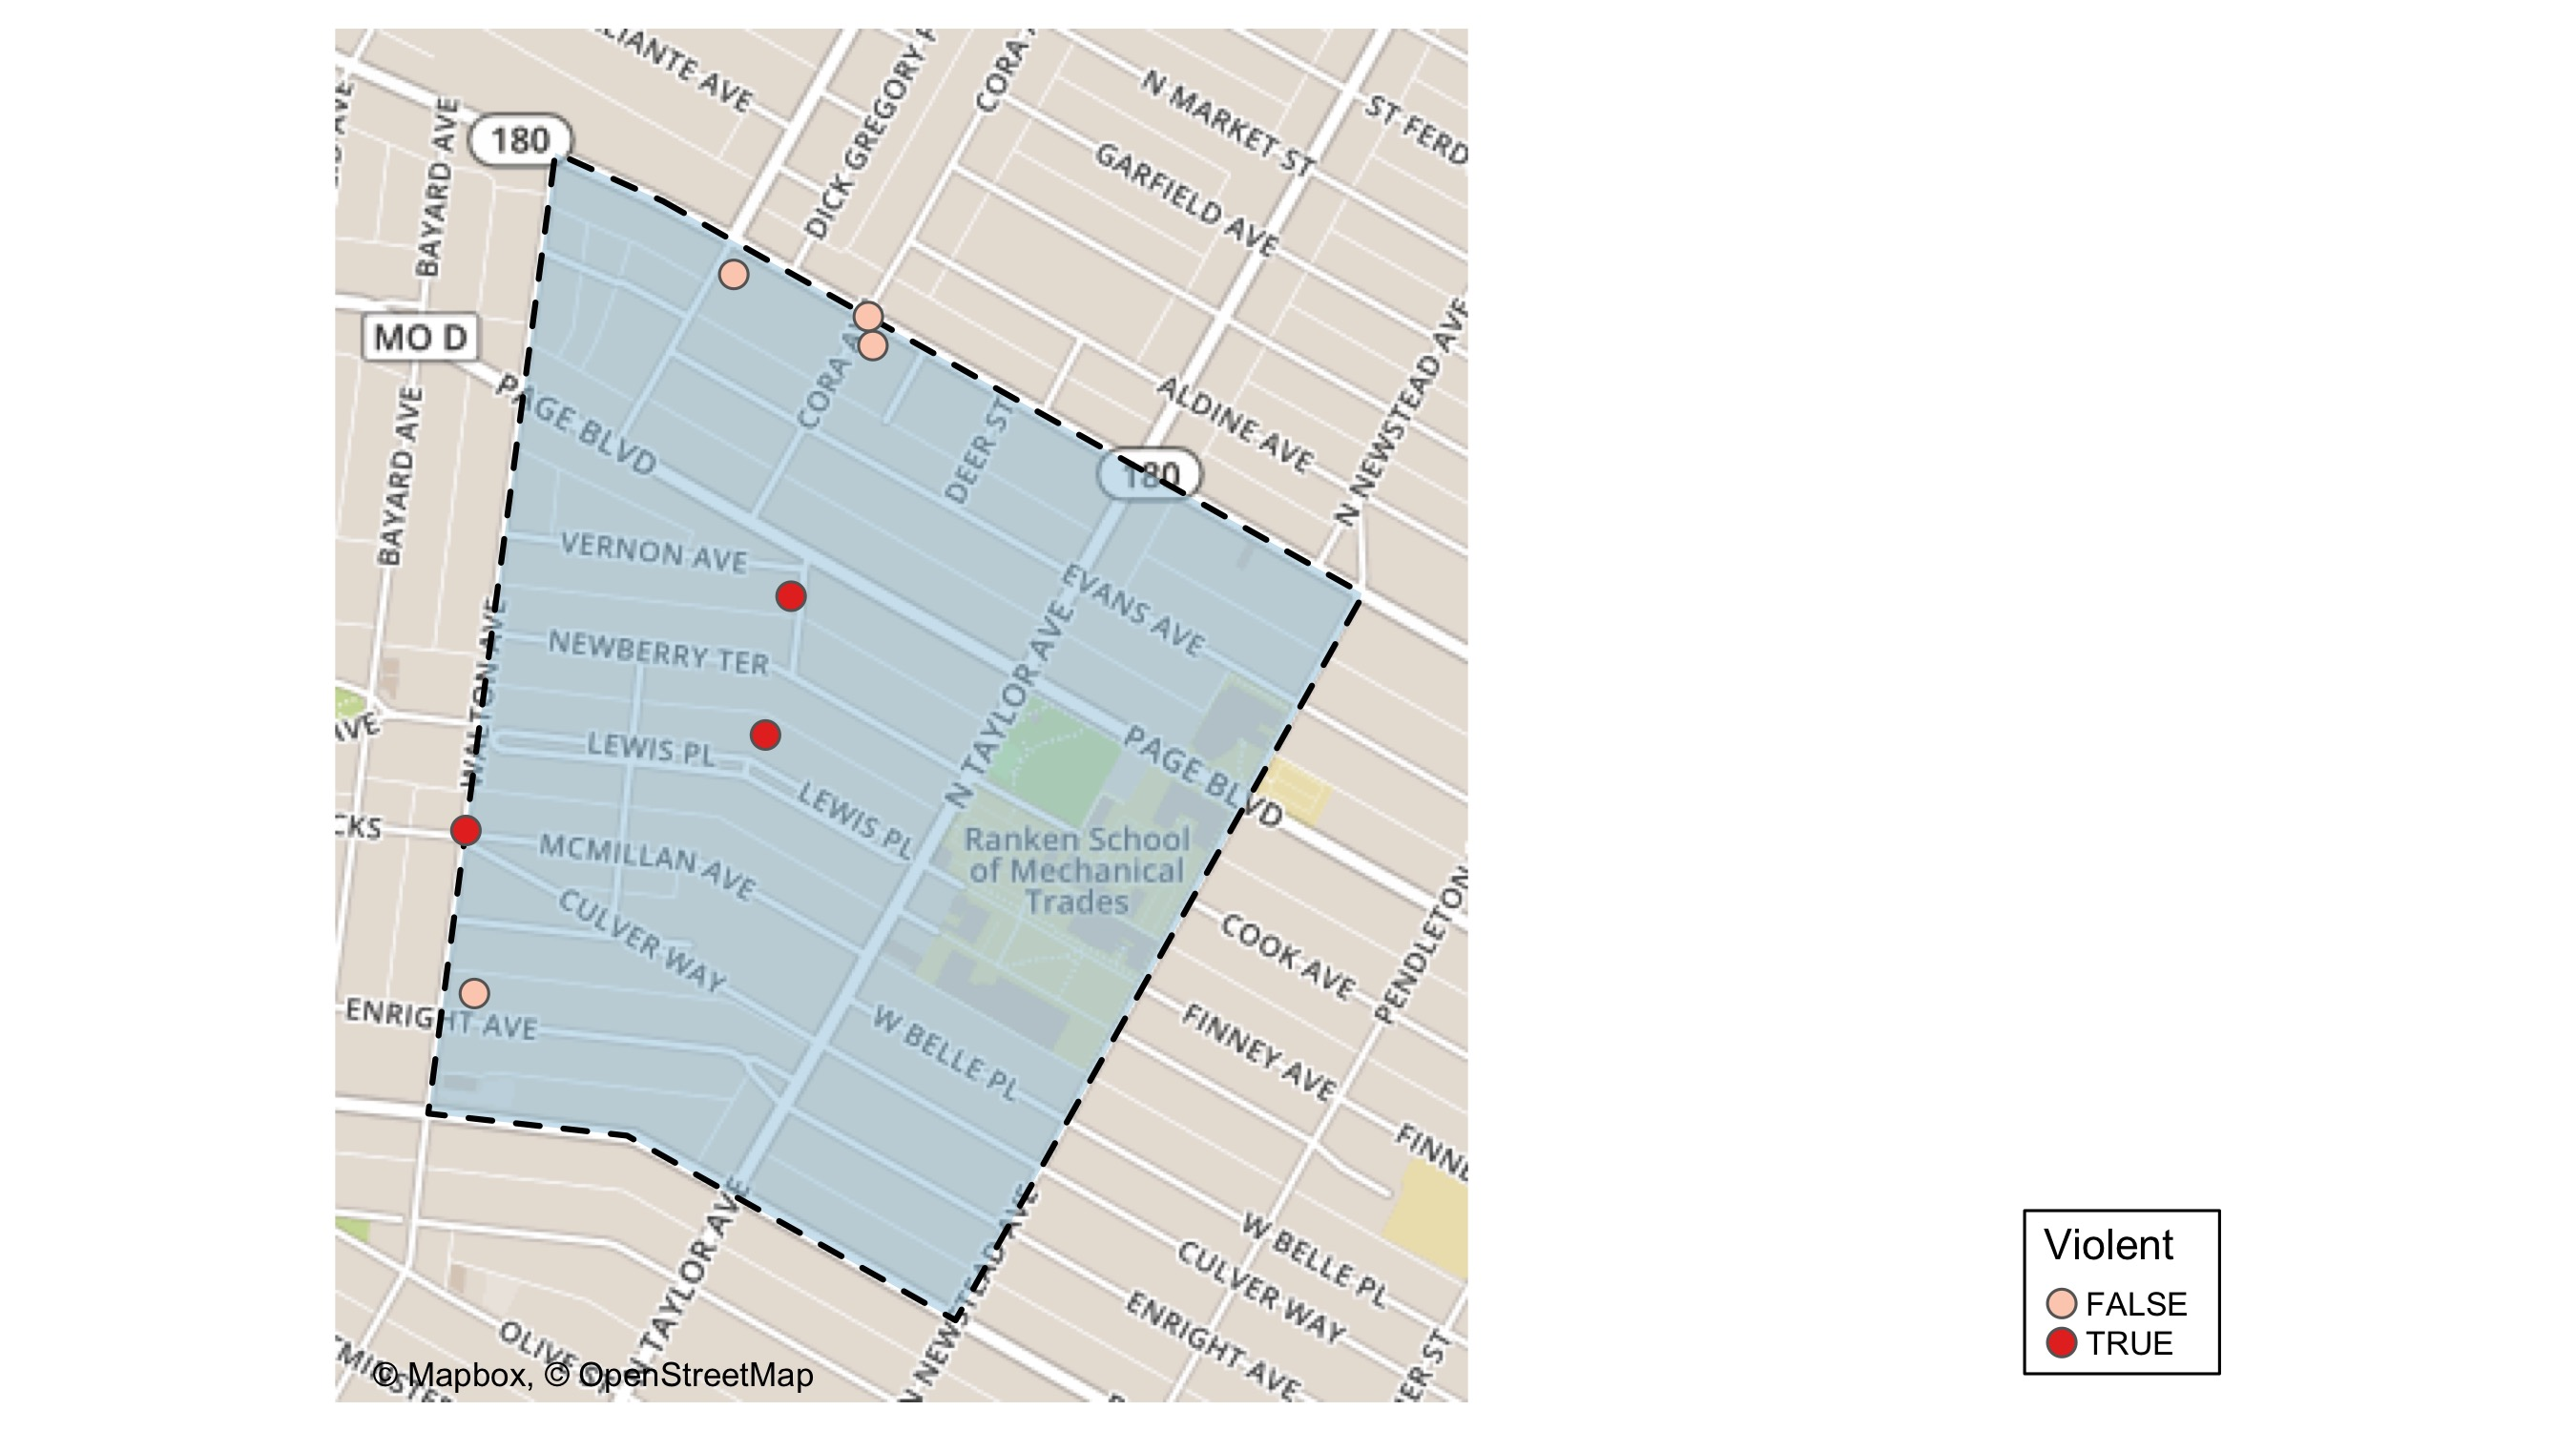 DICK GREGORY
CORA
N MARKET ST
ST FERD
BAYARD AVE
180
GARFIELD AVE
MO D
PAGE BLVD
CORA A
BAYARD AVE
DEER ST
ALDINE AVE
N NEWSTEAD AVE
180
VERNON AVE
EVANS AVE
NEWBERRY TER
WALTON AVE
N TAYLOR AVE
AVE
LEWIS PL
LEWIS PL
PAGE BLVD
CKS
MCMILLAN AVE
Ranken School
of Mechanical
Trades
CULVER WAY
COOK AVE
PENDLETON
ENRIGHT AVE
W BELLE PL
FINNEY AVE
FINNE
N TAYLOR AVE
N NEWSTEAD AVE
W BELLE PL
CULVER WAY
ENRIGHT AVE
OLIVE
ER ST
© Mapbox, © OpenStreetMap
Violent
FALSE
TRUE